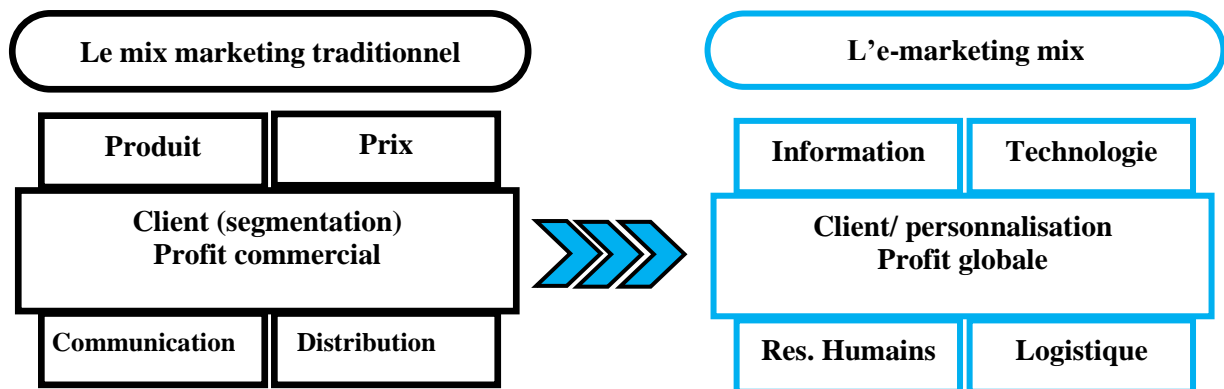 Le mix marketing traditionnel
L'e-marketing mix
Produit
Prix
Information
Technologie
Client (segmentation)
Profit commercial
Client/ personnalisation
Profit globale
Communication
Distribution
Res. Humains
Logistique